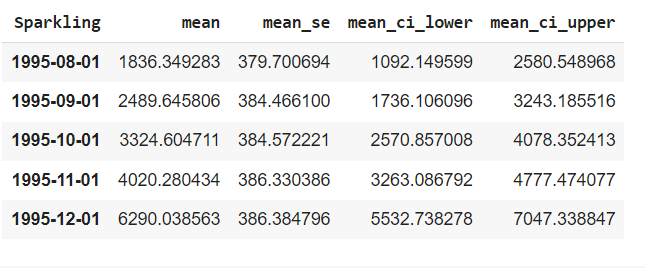 Sparkling mean mean_se mean_ci_lower mean_ci_upper
1995-08-01 1836.349283 379.700694 1092.149599 2580.548968
1995-09-01 2489.645806 384.466100 1736.106096 3243.185516
1995-10-01 3324.604711 384.572221 2570.857008 4078.352413
1995-11-01 4020.280434 386.330386 3263.086792 4777.474077
1995-12-01 6290.038563 386.384796 5532.738278 7047.338847